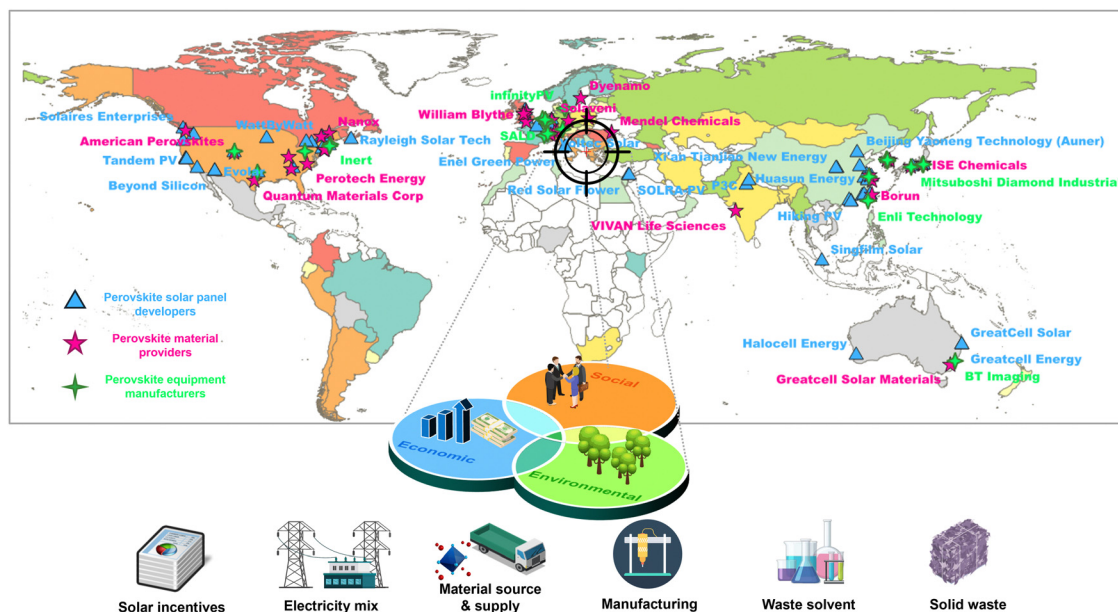 Dyenamo
infinityPV
William Blythe
Solaveni
Mendel Chemicals
Solaires Enterprises
WattByWatt
Nanox
American Perovskites
Rayleigh Solar Tech
SALD
Beijing Yaoneng Technology (Auner)
Enel Green Power
Xi'an Tianjiao New Energy
Tandem PV
Evolar
Inert
ISE Chemicals
Perotech Energy
Huasun Energy
P3C
Mitsuboshi Diamond Industrial
Beyond Silicon
Red Solar Flower
SOLRA PV
Quantum Materials Corp
Borun
Hiking PV
Enli Technology
VIVAN Life Sciences
Singfilm Solar
Perovskite solar panel
developers
Perovskite material
providers
Perovskite equipment
manufacturers
GreatCell Solar
Halocell Energy
Greatcell Energy
Greatcell Solar Materials
BT Imaging
Social
Economic
Environmental
Solar incentives
Electricity mix
Material source
& supply
Manufacturing
Waste solvent
Solid waste